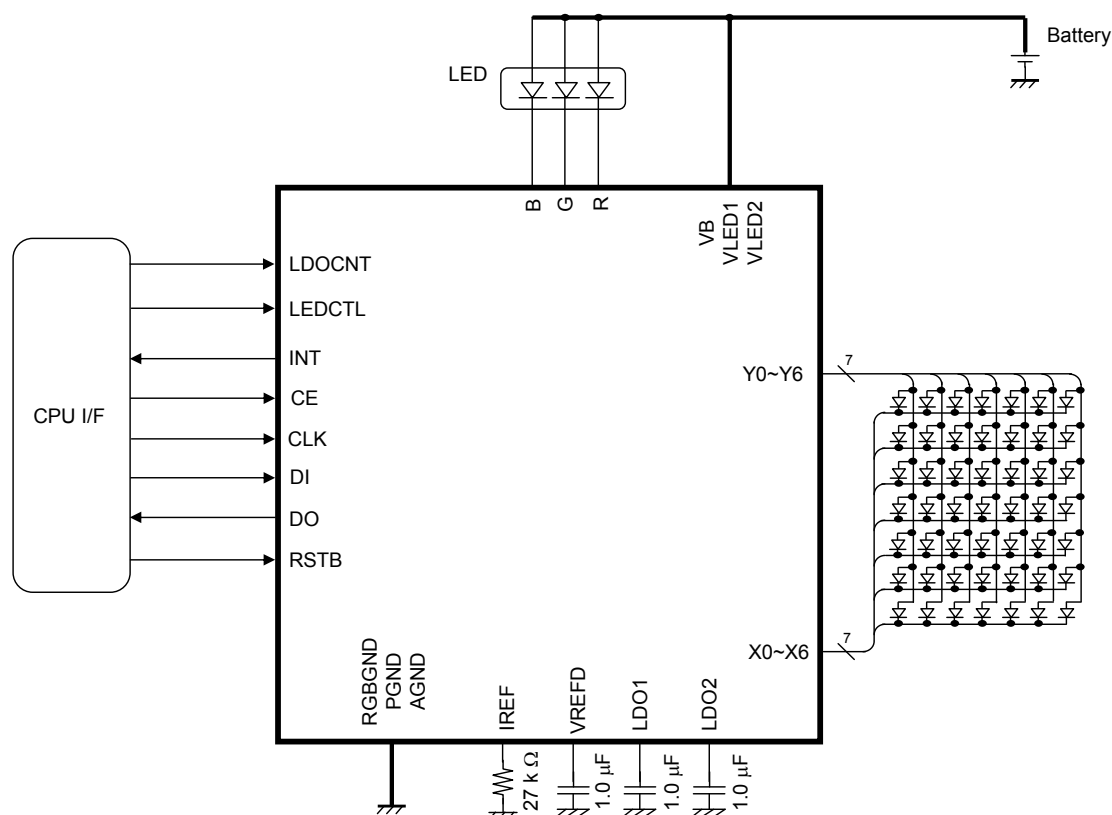 Battery
LED
B
G
R
VB
VLED1
VLED2
CPU I/F
LDOCNT
LEDCTL
INT
CE
CLK
DI
DO
RSTB
Y0~Y6
7
X0~X6
7
RGBGND
PGND
AGND
IREF
VREFD
LDO1
LDO2
27 k Ω
1.0 µF
1.0 µF
1.0 µF